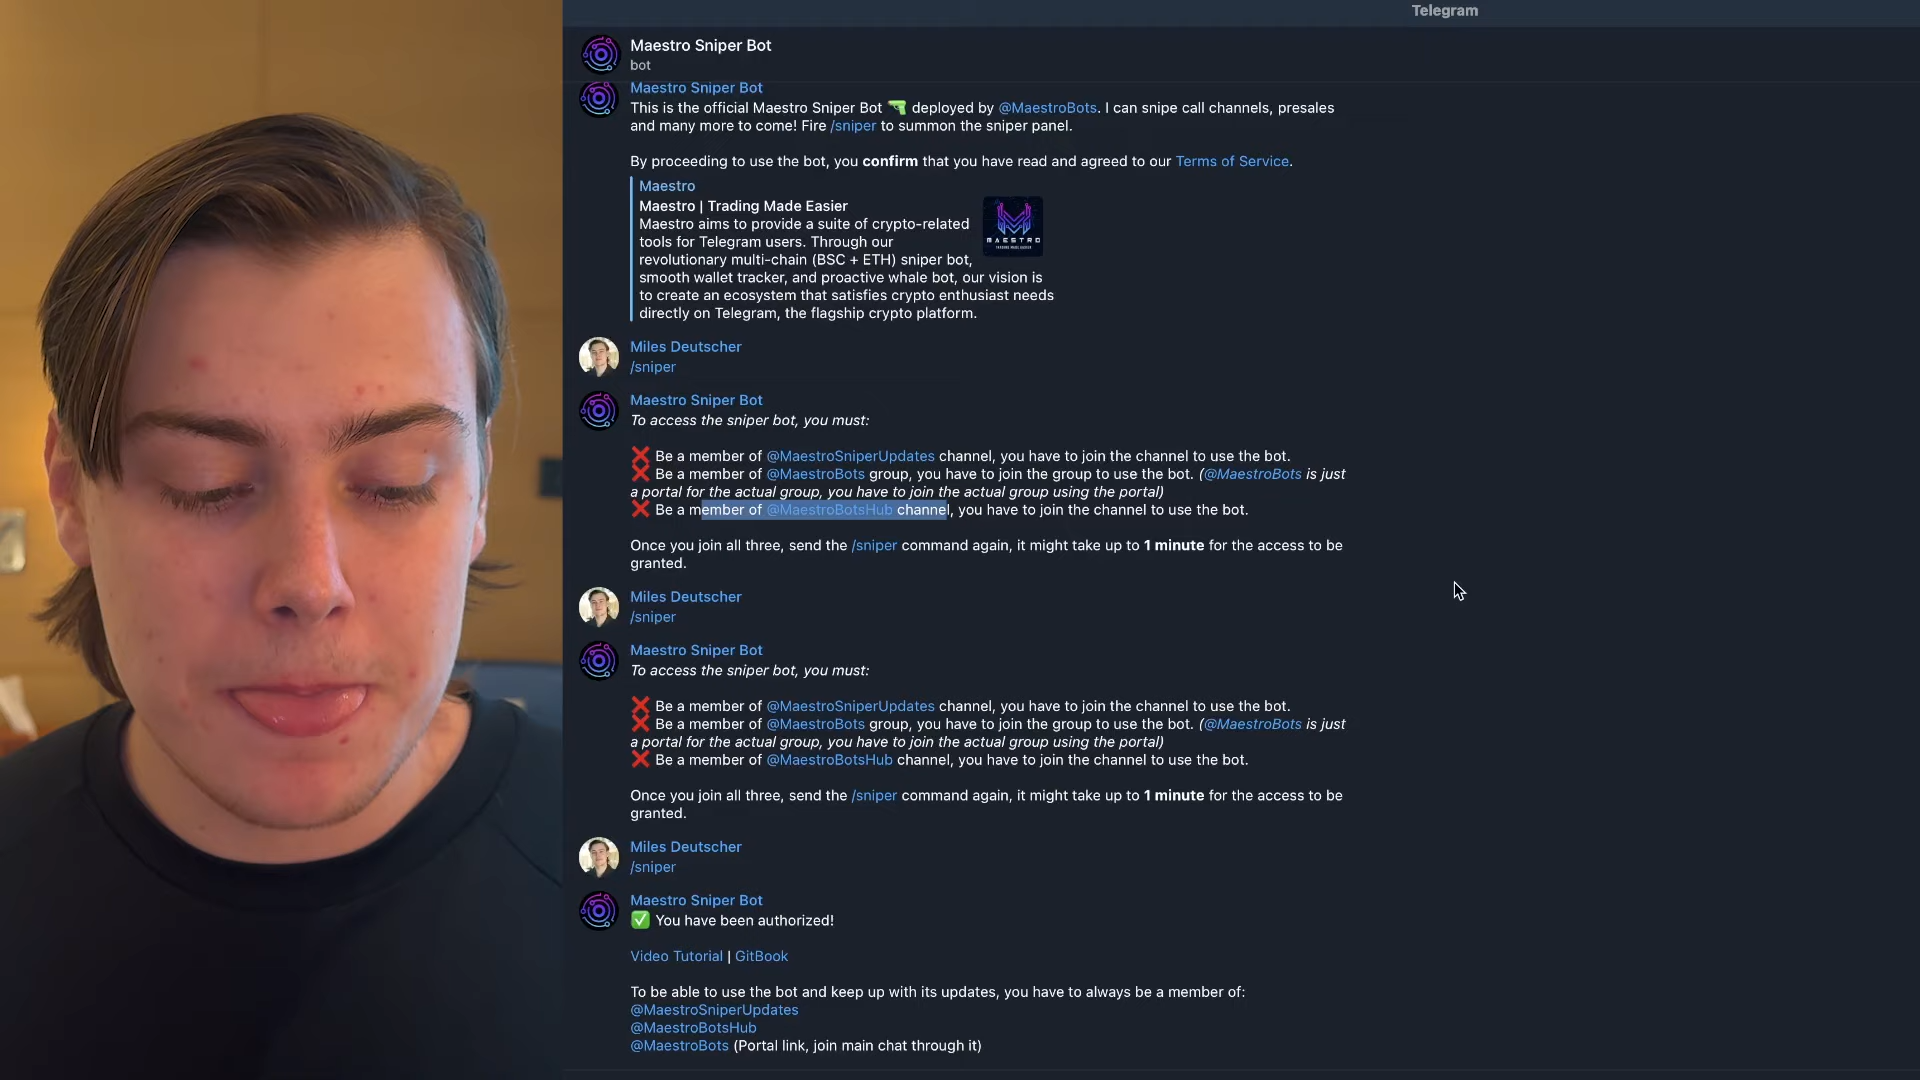 Telegram
Maestro Sniper Bot
bot
Maestro Sniper Bot
This is the official Maestro Sniper Bot 🔫 deployed by @MaestroBots. I can snipe call channels, presales
and many more to come! Fire /sniper to summon the sniper panel.
By proceeding to use the bot, you confirm that you have read and agreed to our Terms of Service.
Maestro
Maestro | Trading Made Easier
Maestro aims to provide a suite of crypto-related
tools for Telegram users. Through our
revolutionary multi-chain (BSC + ETH) sniper bot,
smooth wallet tracker, and proactive whale bot, our vision is
to create an ecosystem that satisfies crypto enthusiast needs
directly on Telegram, the flagship crypto platform.
MAESTRO
TRADING MADE EASIER
Miles Deutscher
/sniper
Maestro Sniper Bot
To access the sniper bot, you must:
❌ Be a member of @MaestroSniperUpdates channel, you have to join the channel to use the bot.
❌ Be a member of @MaestroBots group, you have to join the group to use the bot. (@MaestroBots is just
a portal for the actual group, you have to join the actual group using the portal)
❌ Be a member of @MaestroBotsHub channel, you have to join the channel to use the bot.
Once you join all three, send the /sniper command again, it might take up to 1 minute for the access to be
granted.
Miles Deutscher
/sniper
Maestro Sniper Bot
To access the sniper bot, you must:
❌ Be a member of @MaestroSniperUpdates channel, you have to join the channel to use the bot.
❌ Be a member of @MaestroBots group, you have to join the group to use the bot. (@MaestroBots is just
a portal for the actual group, you have to join the actual group using the portal)
❌ Be a member of @MaestroBotsHub channel, you have to join the channel to use the bot.
Once you join all three, send the /sniper command again, it might take up to 1 minute for the access to be
granted.
Miles Deutscher
/sniper
Maestro Sniper Bot
✅ You have been authorized!
Video Tutorial | GitBook
To be able to use the bot and keep up with its updates, you have to always be a member of:
@MaestroSniperUpdates
@MaestroBotsHub
@MaestroBots (Portal link, join main chat through it)